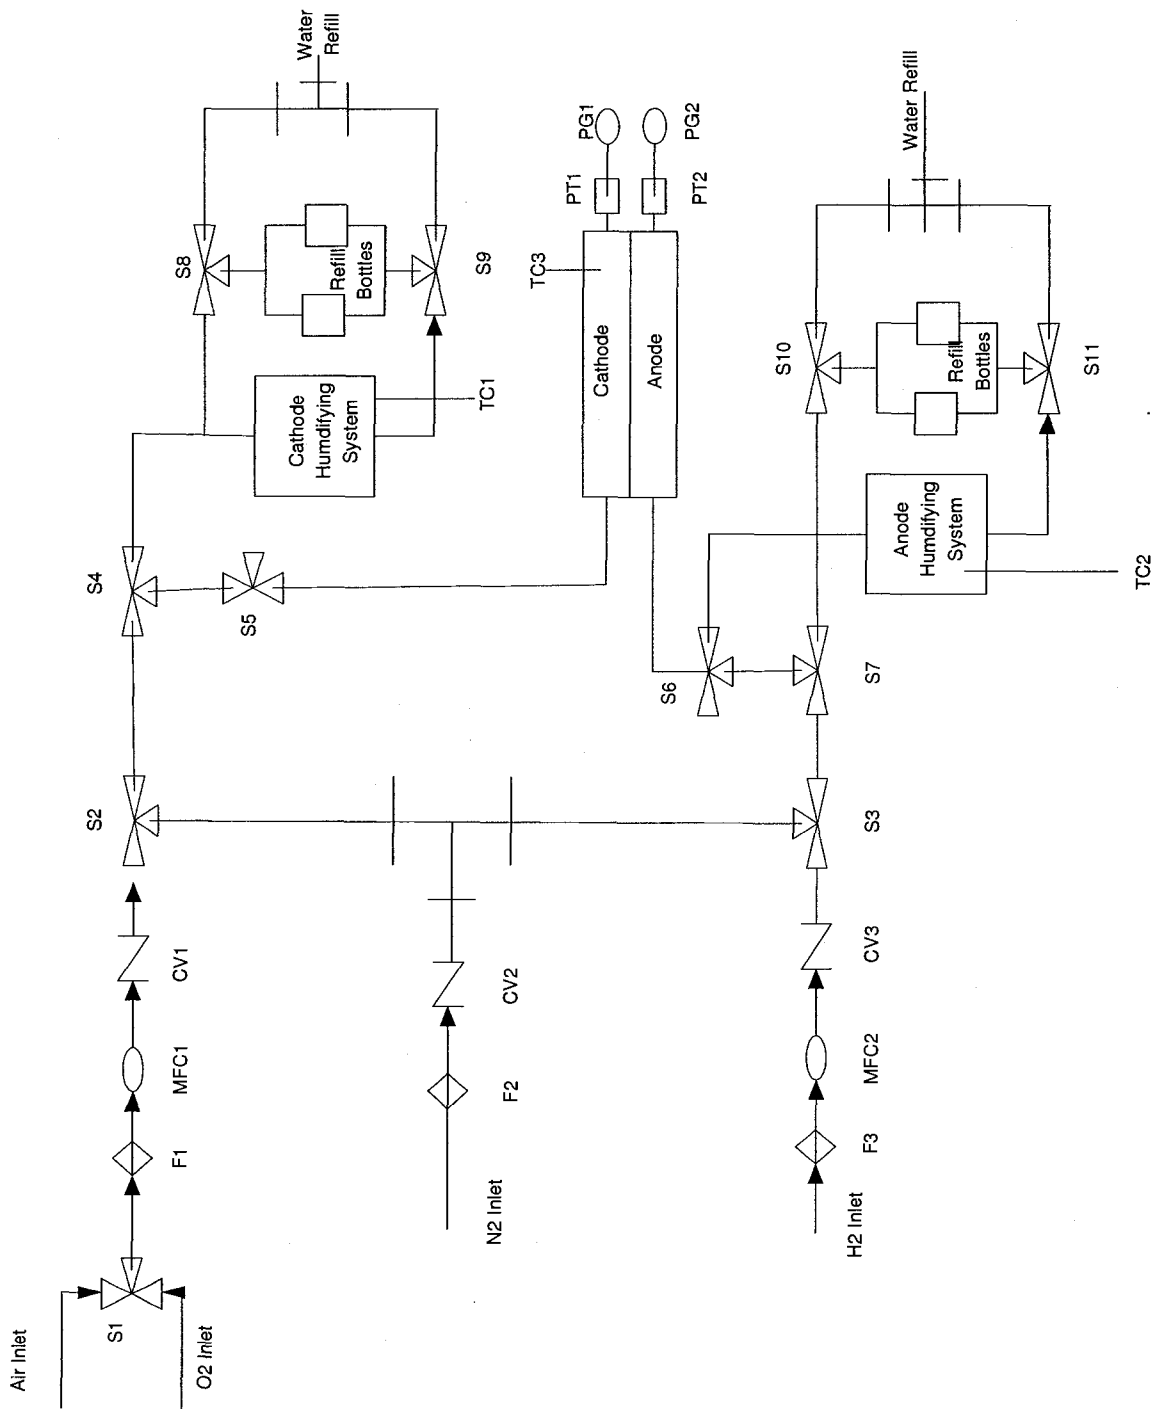 Air Inlet
S1
O2 Inlet
F1
MFC1
CV1
S2
S4
S5
Cathode
Humdifying
System
TC1
S8
S9
Refill
Bottles
Water
Refill
N2 Inlet
F2
CV2
TC3
Cathode
Anode
PT1
PG1
PT2
PG2
H2 Inlet
F3
MFC2
CV3
S3
S6
S7
Anode
Humdifying
System
TC2
S10
S11
Refill
Bottles
Water Refill